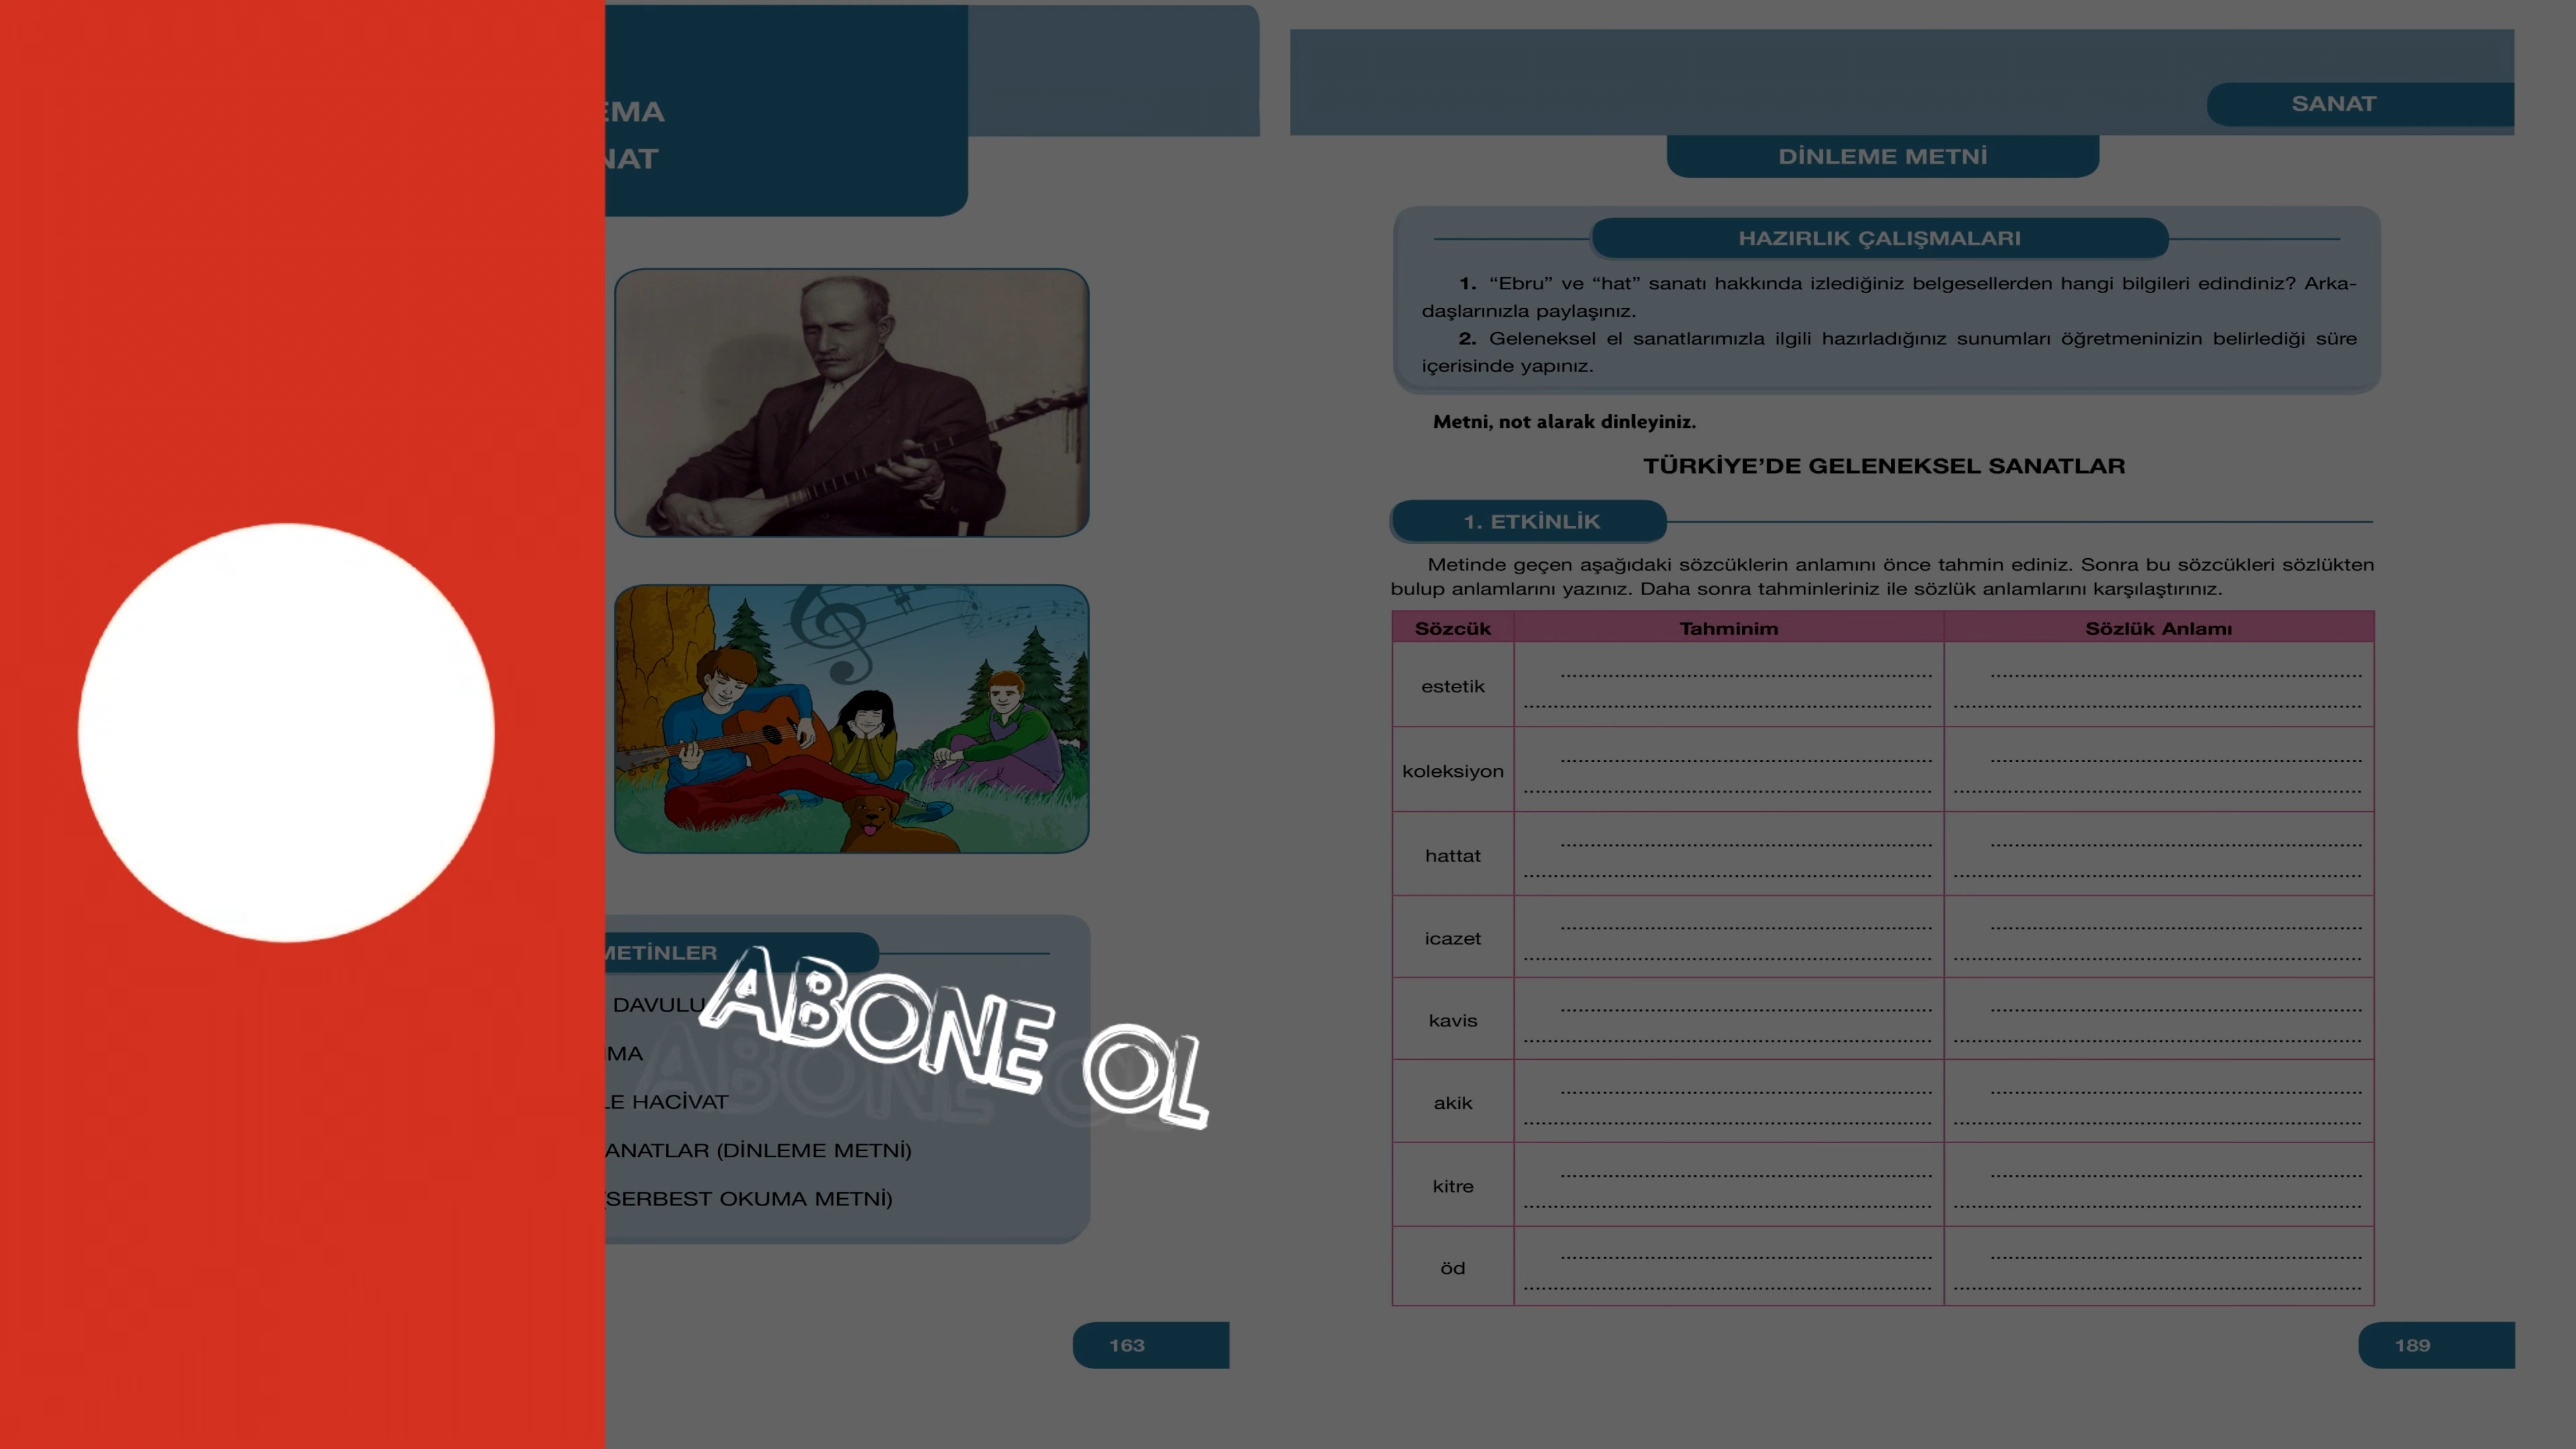 EMA
NAT
METİNLER
DAVULU
MA
LE HACİVAT
ANATLAR (DİNLEME METNİ)
(SERBEST OKUMA METNİ)
ABONE OL
163
SANAT
DİNLEME METNİ
HAZIRLIK ÇALIŞMALARI
1. “Ebru” ve “hat” sanatı hakkında izlediğiniz belgesellerden hangi bilgileri edindiniz? Arka-
daşlarınızla paylaşınız.
2. Geleneksel el sanatlarımızla ilgili hazırladığınız sunumları öğretmeninizin belirlediği süre
içerisinde yapınız.
Metni, not alarak dinleyiniz.
TÜRKİYE’DE GELENEKSEL SANATLAR
1. ETKİNLİK
Metinde geçen aşağıdaki sözcüklerin anlamını önce tahmin ediniz. Sonra bu sözcükleri sözlükten
bulup anlamlarını yazınız. Daha sonra tahminleriniz ile sözlük anlamlarını karşılaştırınız.
Sözcük Tahminim Sözlük Anlamı
estetik
koleksiyon
hattat
icazet
kavis
akik
kitre
öd
189